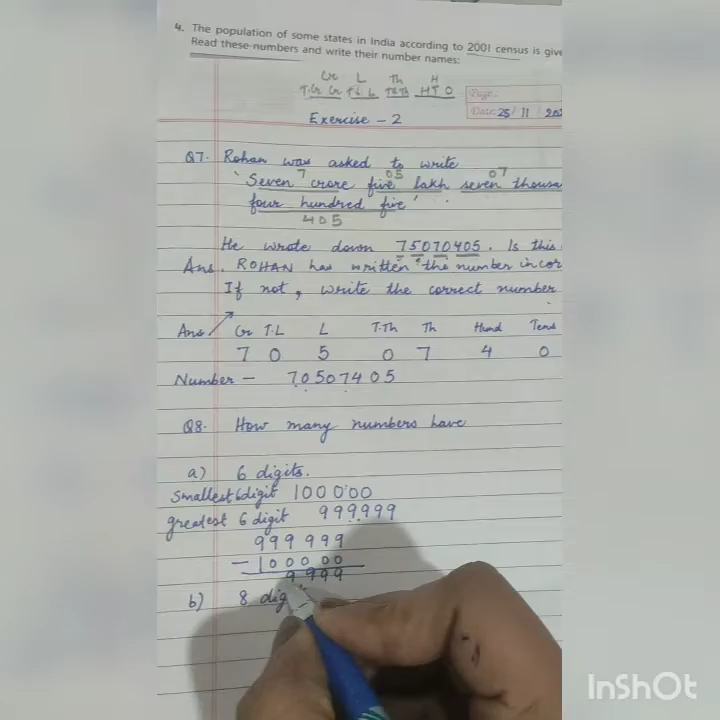 4. The population of some states in India according to 2001 census is give
Read these numbers and write their number names:
Cr L Th H
T.Cr Cr T.L L T.Th Th H T O
Page:
Date: 25/11/202
Exercise - 2
Q7. Rohan was asked to write
7 05 07
'Seven crore five lakh seven thousa
four hundred five'
405
He wrote down 75070405. Is this
Ans. ROHAN has written the number incor
If not, write the correct number
Ans Cr T.L L T.Th Th Hund Tens
7 0 5 0 7 4 0
Number - 70507405
Q8. How many numbers have
a) 6 digits.
Smallest 6 digit 100000
greatest 6 digit 999999
999999
- 100000
9999
b) 8 dig
InShOt